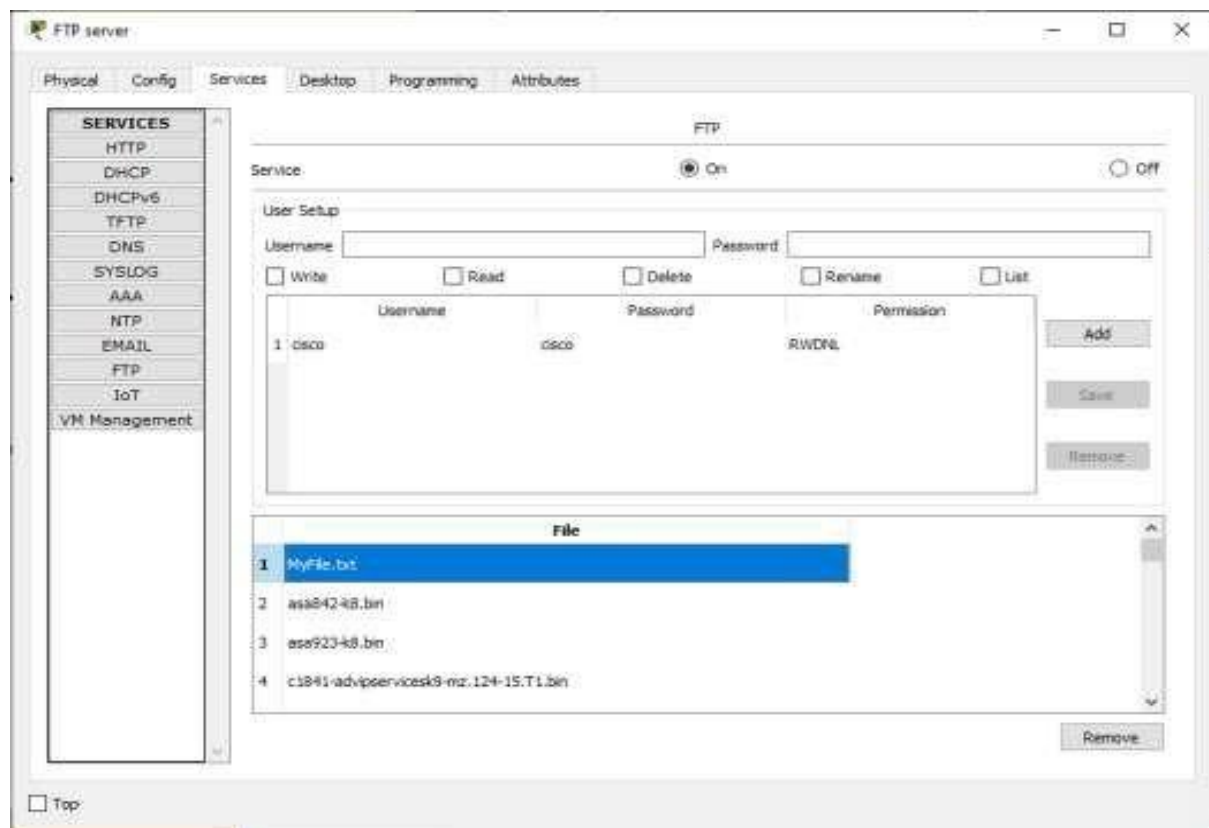 FTP server
Physical Config Services Desktop Programming Attributes
SERVICES
HTTP
DHCP
DHCPv6
TFTP
DNS
SYSLOG
AAA
NTP
EMAIL
FTP
IoT
VM Management
FTP
Service On Off
User Setup
Username Password
Write Read Delete Rename List
Username Password Permission
1 cisco cisco RWDNL
Add
Save
Remove
File
1 MyFile.txt
2 asa842-k8.bin
3 asa923-k8.bin
4 c1841-advipservicesk9-mz.124-15.T1.bin
Remove
Top